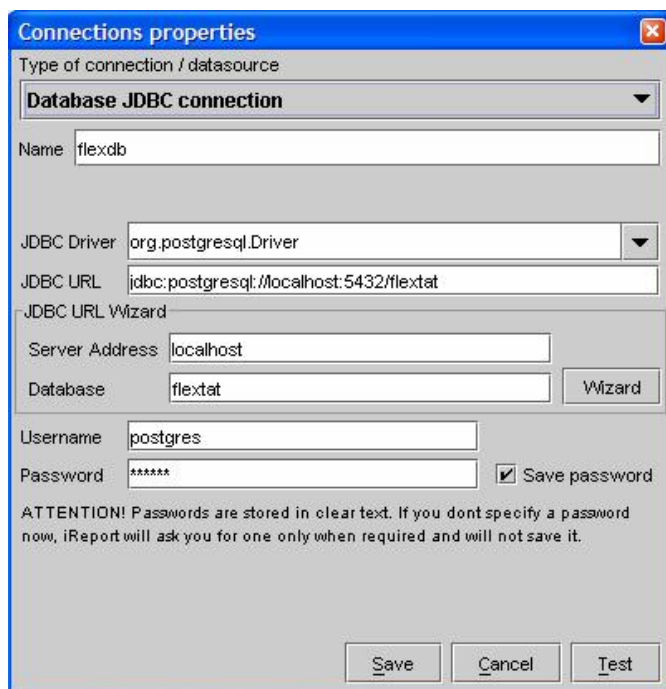 Connections properties
Type of connection / datasource
Database JDBC connection
Name flexdb
JDBC Driver org.postgresql.Driver
JDBC URL jdbc:postgresql://localhost:5432/flextat
JDBC URL Wizard
Server Address localhost
Database flextat Wizard
Username postgres
Password ****** Save password
ATTENTION! Passwords are stored in clear text. If you dont specify a password
now, iReport will ask you for one only when required and will not save it.
Save Cancel Test